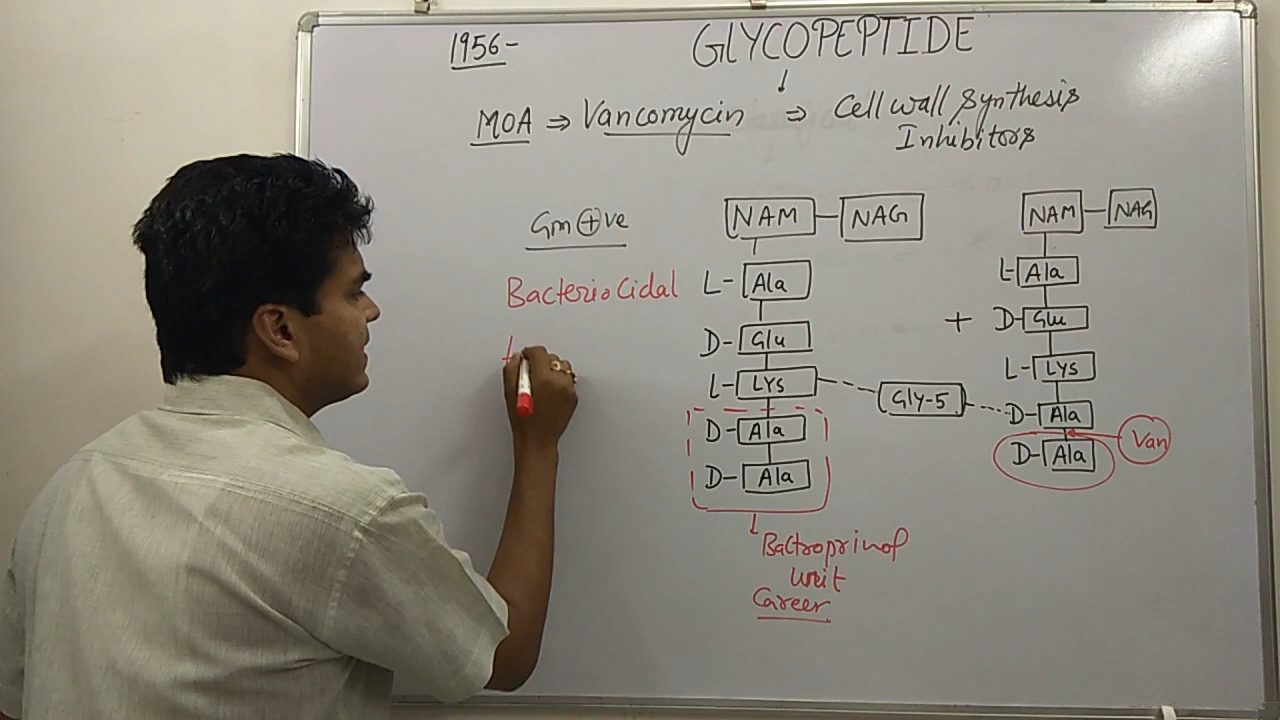 1956-
GLYCOPEPTIDE
↓
MOA ⇒ Vancomycin ⇒ Cell wall synthesis
Inhibitors
Gm ⊕ve
BacterioCidal
NAM - NAG
L- Ala
D- Glu
L- LYS
D- Ala
D- Ala
Gly-5
Bactroprinof
unit
Career
+
NAM - NAG
L- Ala
D- Glu
L- LYS
D- Ala
D- Ala
Van